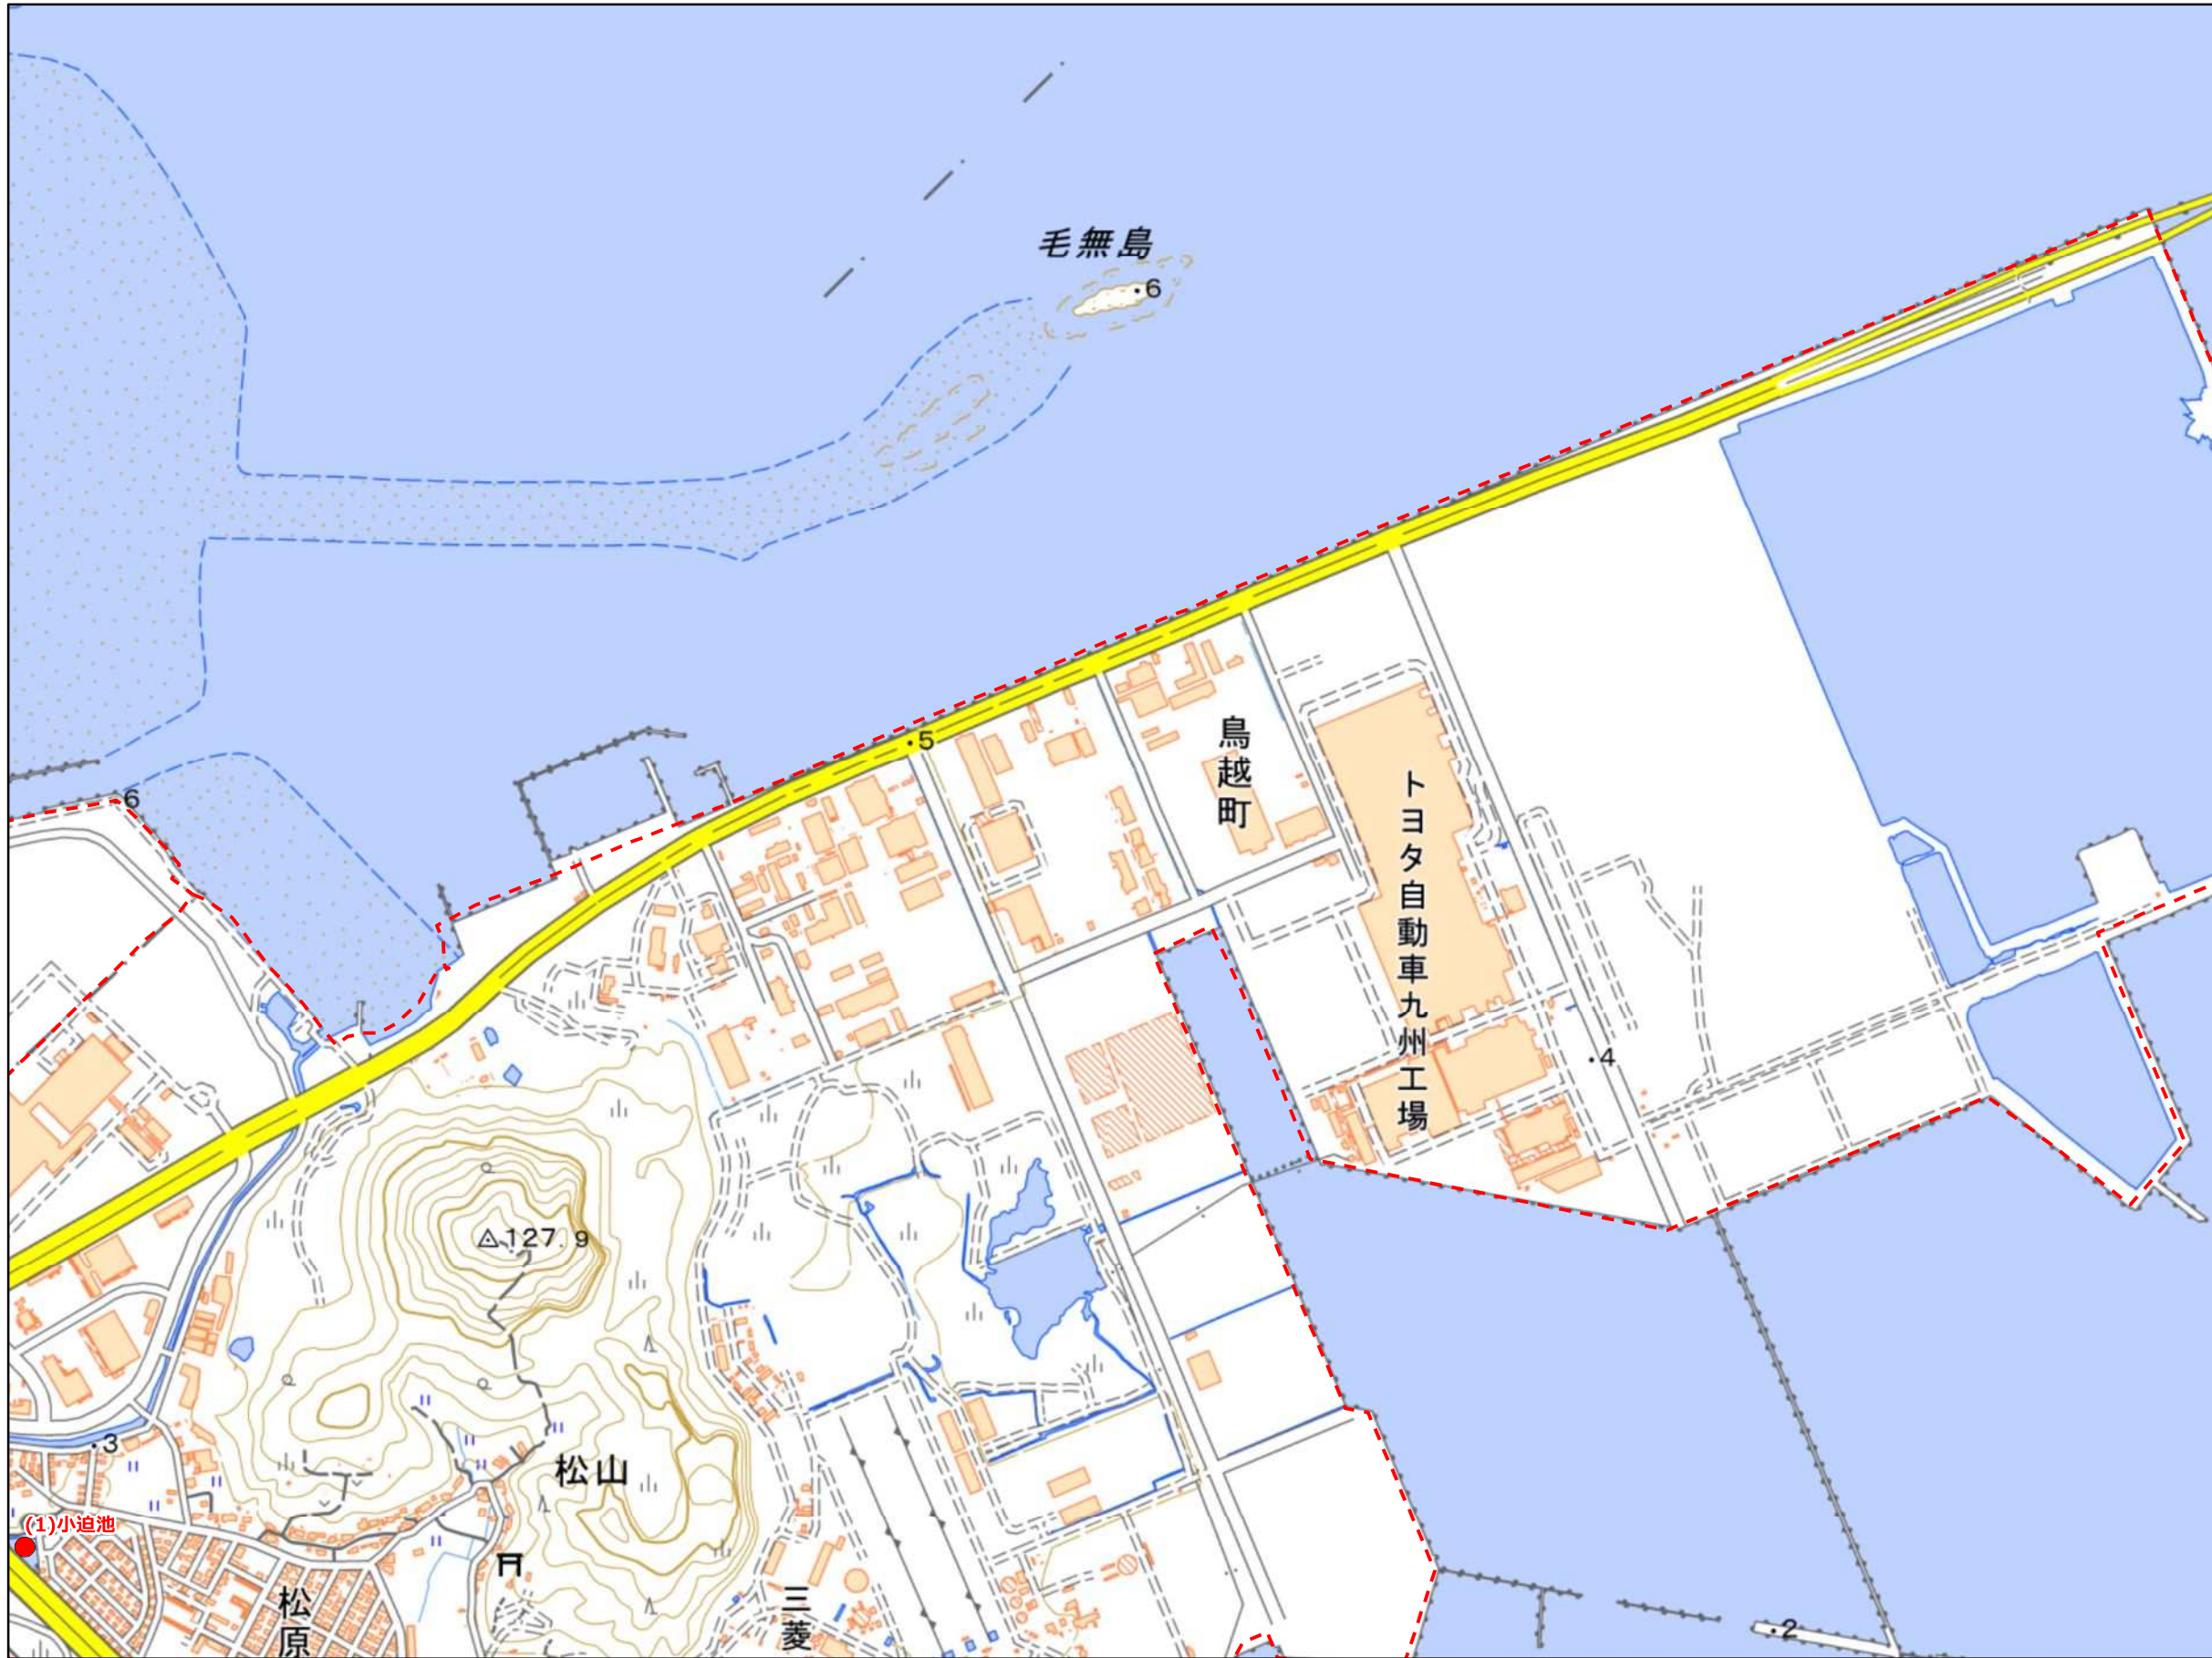 毛無島
・6
・5
鳥越町
トヨタ自動車九州工場
6
・4
127.9
・3
松山
(1)小迫池
松原
三菱
・2